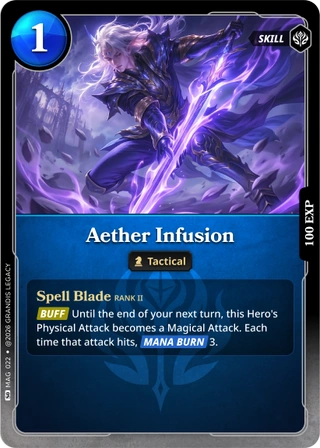 1
SKILL
100 EXP
Aether Infusion
Tactical
Spell Blade RANK II
BUFF Until the end of your next turn, this Hero's
Physical Attack becomes a Magical Attack. Each
time that attack hits, MANA BURN 3.
MAG 022 • @2026 GRANDIS LEGACY